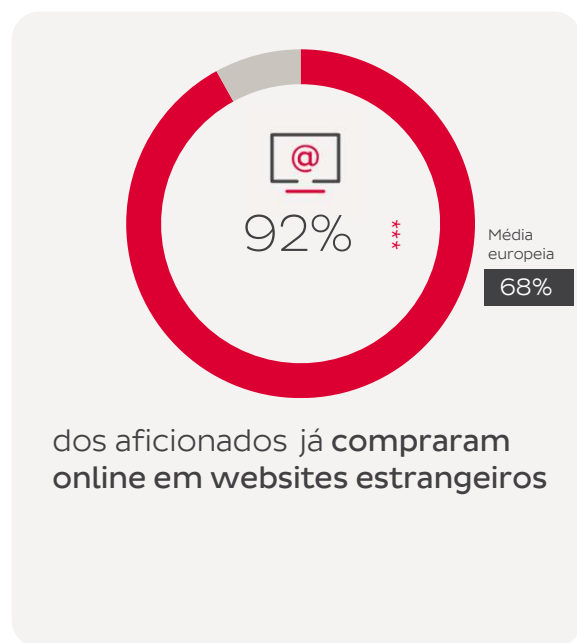 @
92%
***
Média
europeia
68%
dos aficionados já compraram
online em websites estrangeiros